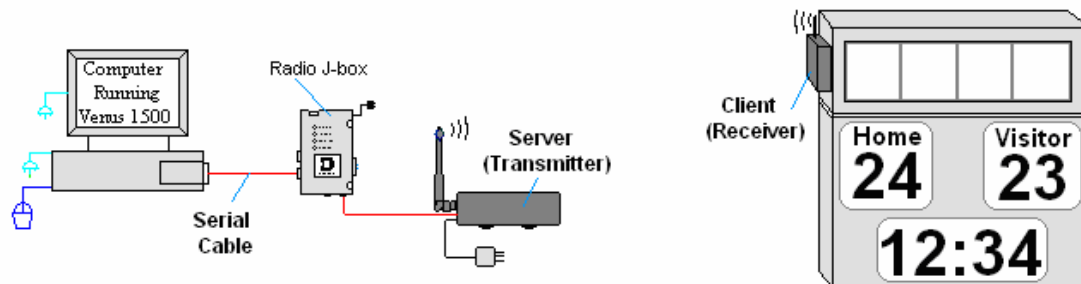 Computer
Running
Venus 1500
Radio J-box
Serial
Cable
Server
(Transmitter)
Client
(Receiver)
Home
24
Visitor
23
12:34
D